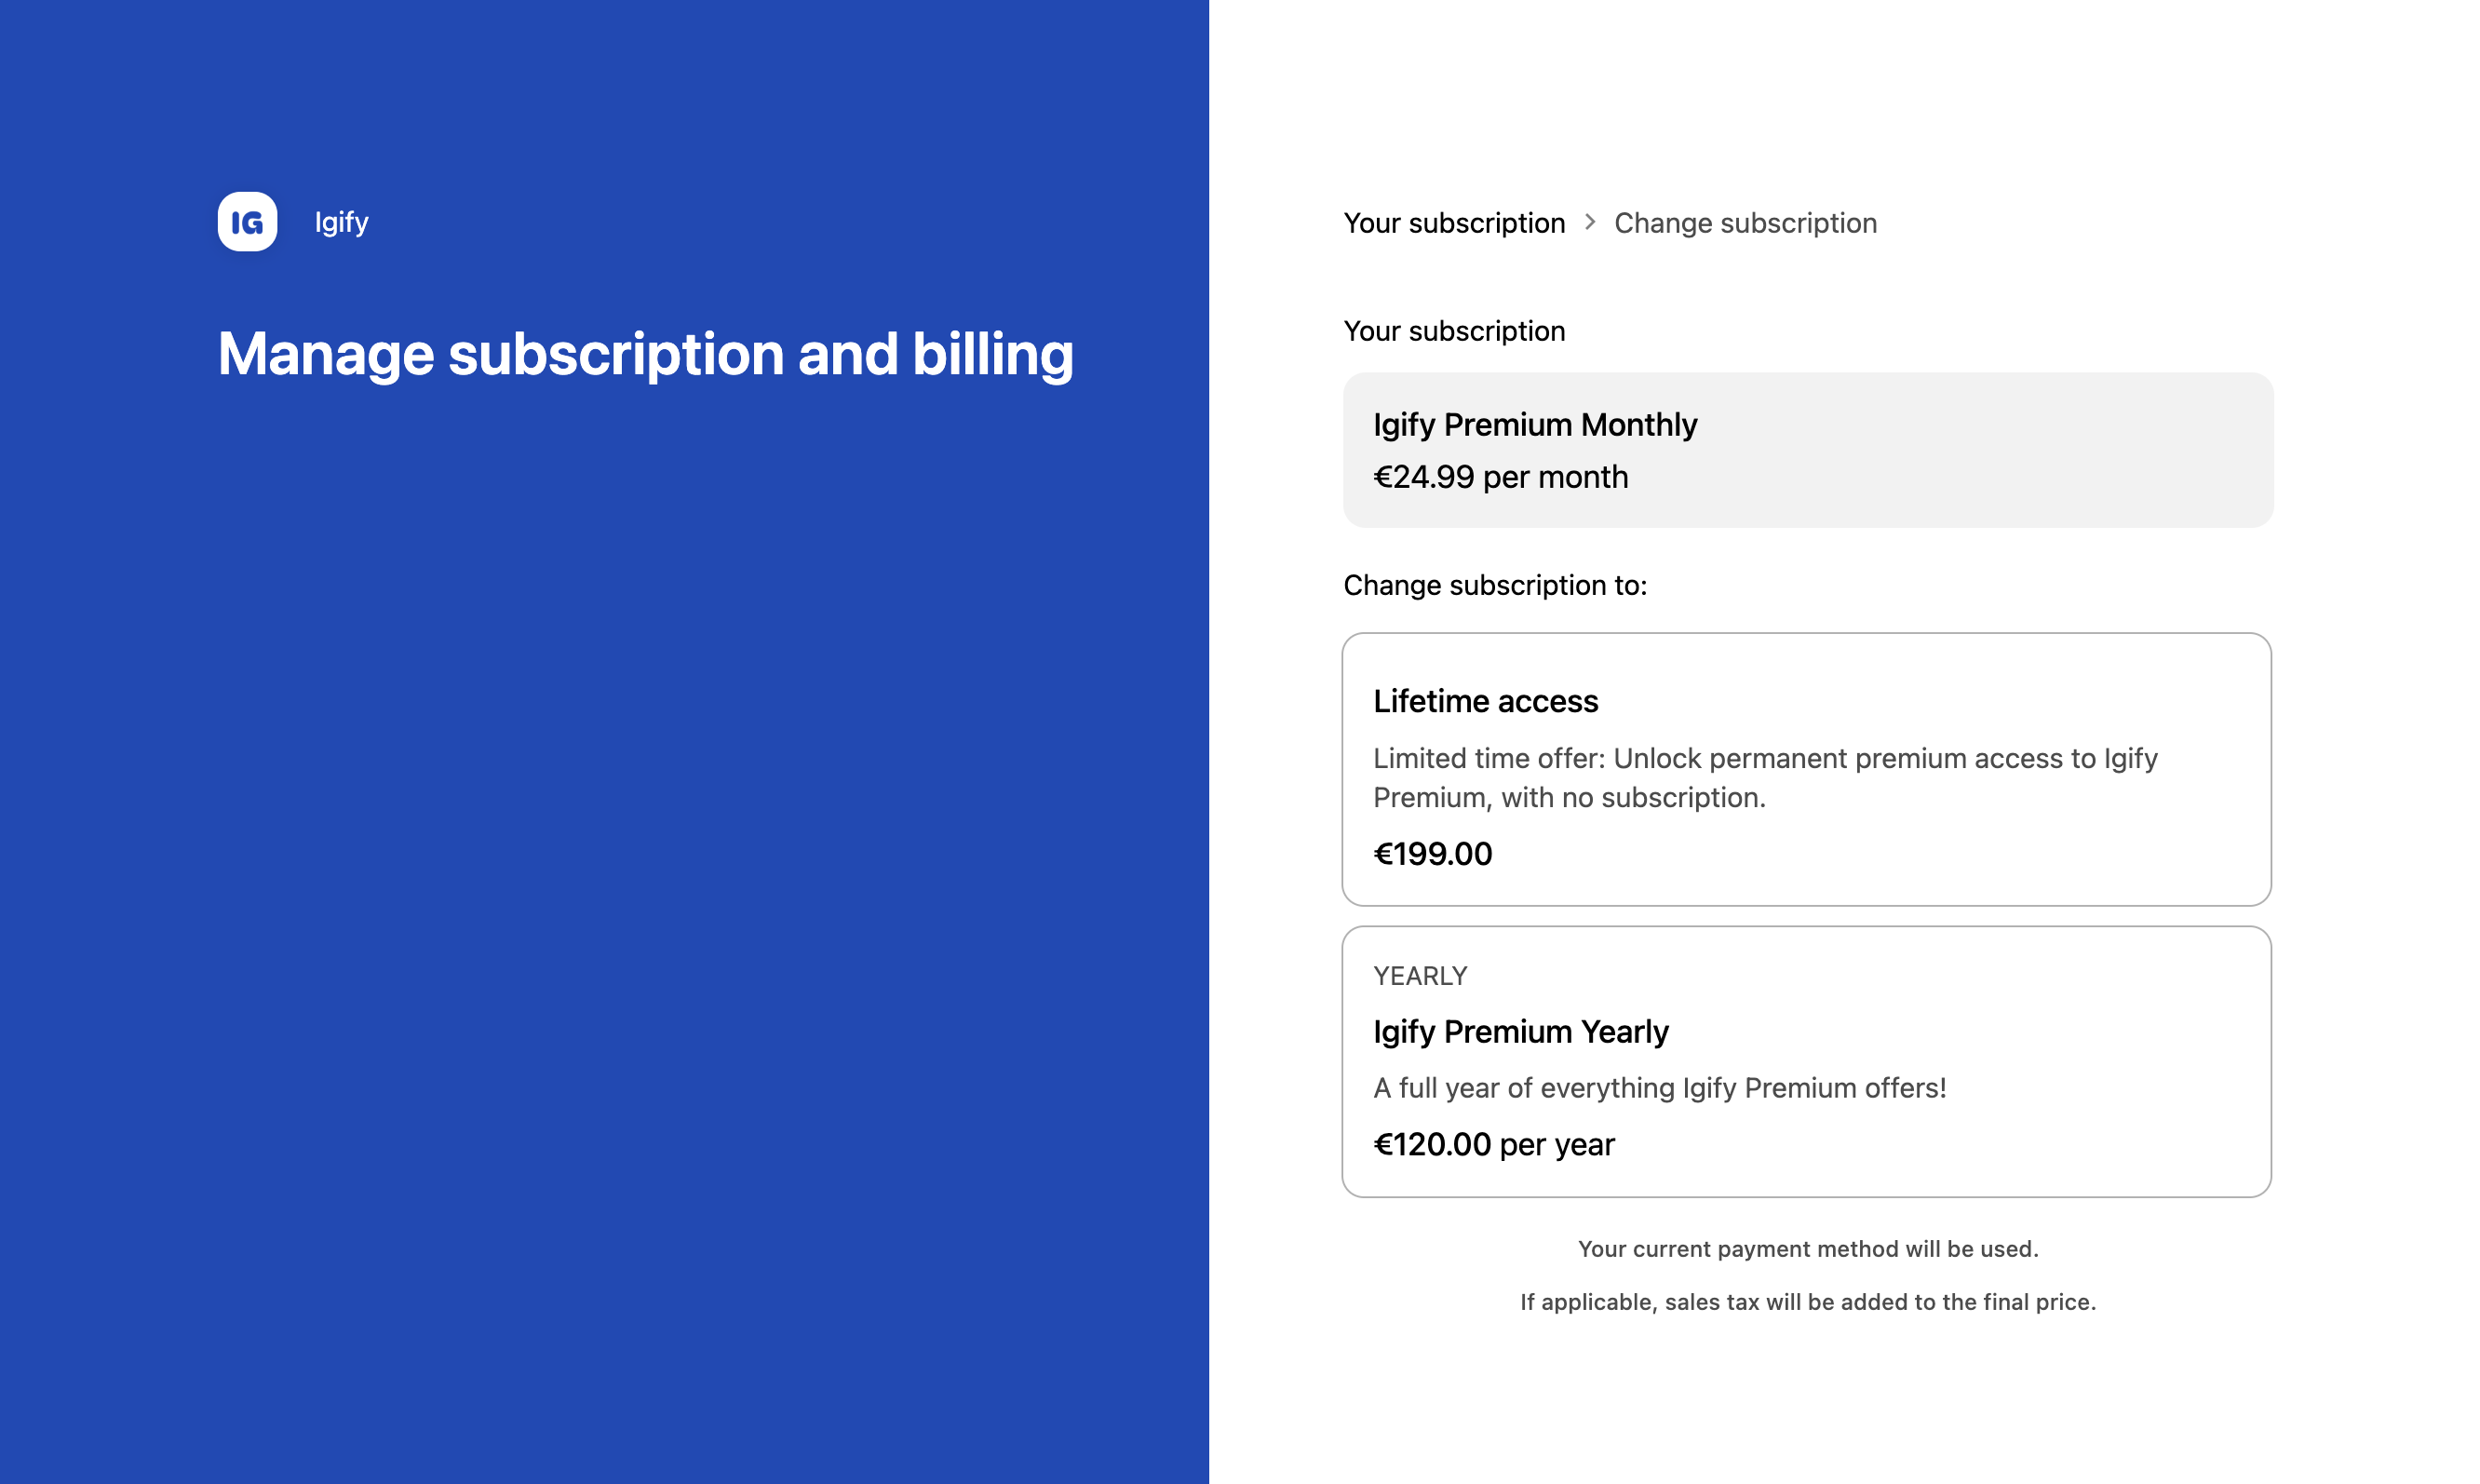 IG
Igify
Manage subscription and billing
Your subscription > Change subscription
Your subscription
Igify Premium Monthly
€24.99 per month
Change subscription to:
Lifetime access
Limited time offer: Unlock permanent premium access to Igify
Premium, with no subscription.
€199.00
YEARLY
Igify Premium Yearly
A full year of everything Igify Premium offers!
€120.00 per year
Your current payment method will be used.
If applicable, sales tax will be added to the final price.